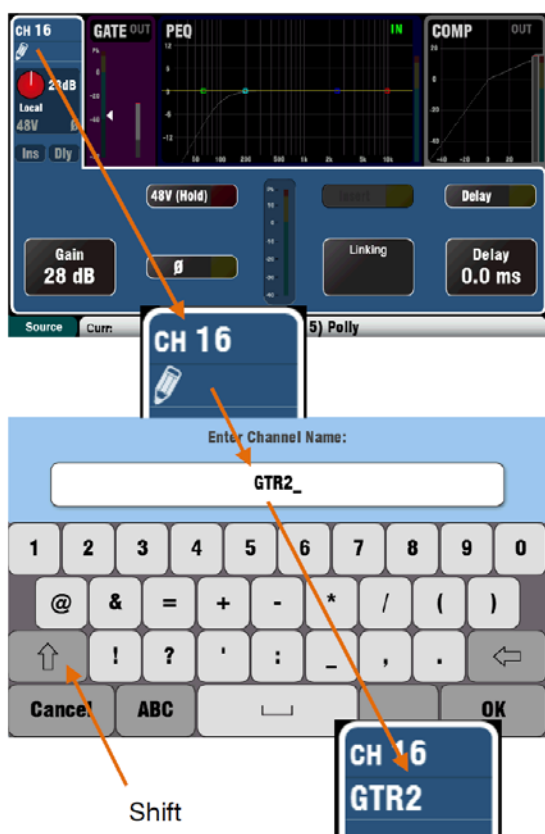 CH 16 GATE OUT PEQ IN COMP OUT
28dB
Local
48V Ø
Ins Dly
48V (Hold) Insert Delay
Gain
28 dB
Ø
Linking
Delay
0.0 ms
Source Curr: 5) Polly
CH 16
Enter Channel Name:
GTR2_
1 2 3 4 5 6 7 8 9 0
@ & = + - * / ( )
! ? ' : _ , .
Cancel ABC OK
CH 16
GTR2
Shift